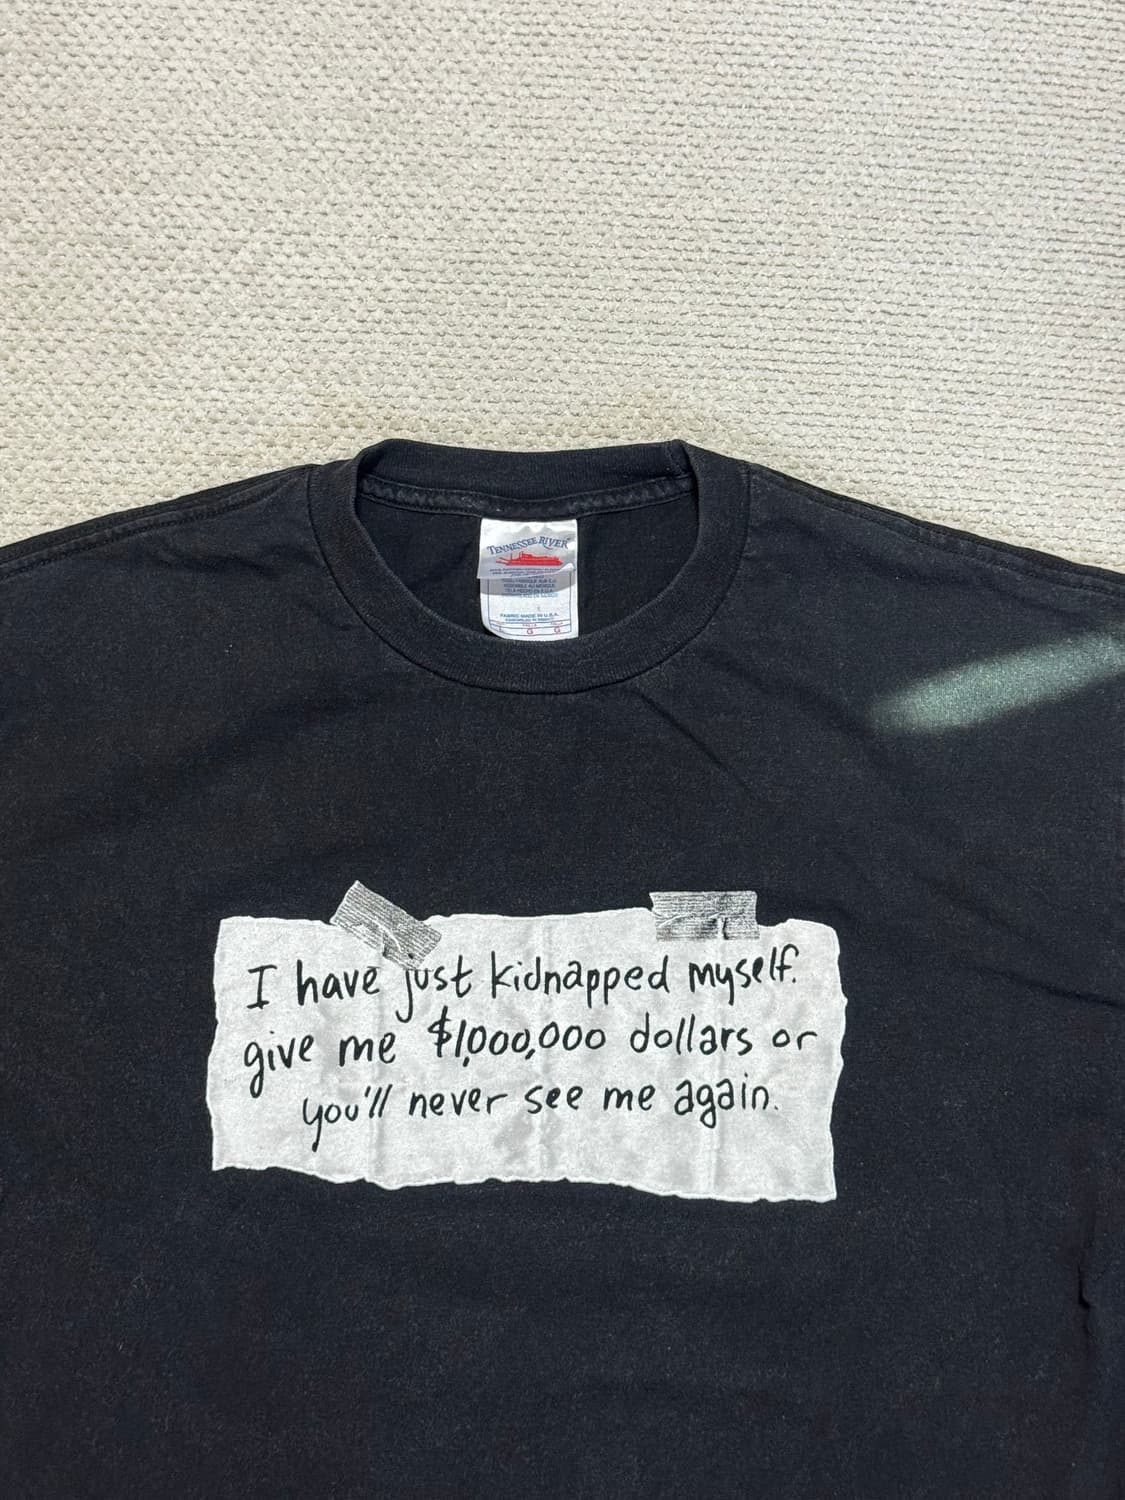 TENNESSEE RIVER
FABRIC MADE IN U.S.A.
G G
I have just kidnapped myself.
give me $1,000,000 dollars or
you'll never see me again.